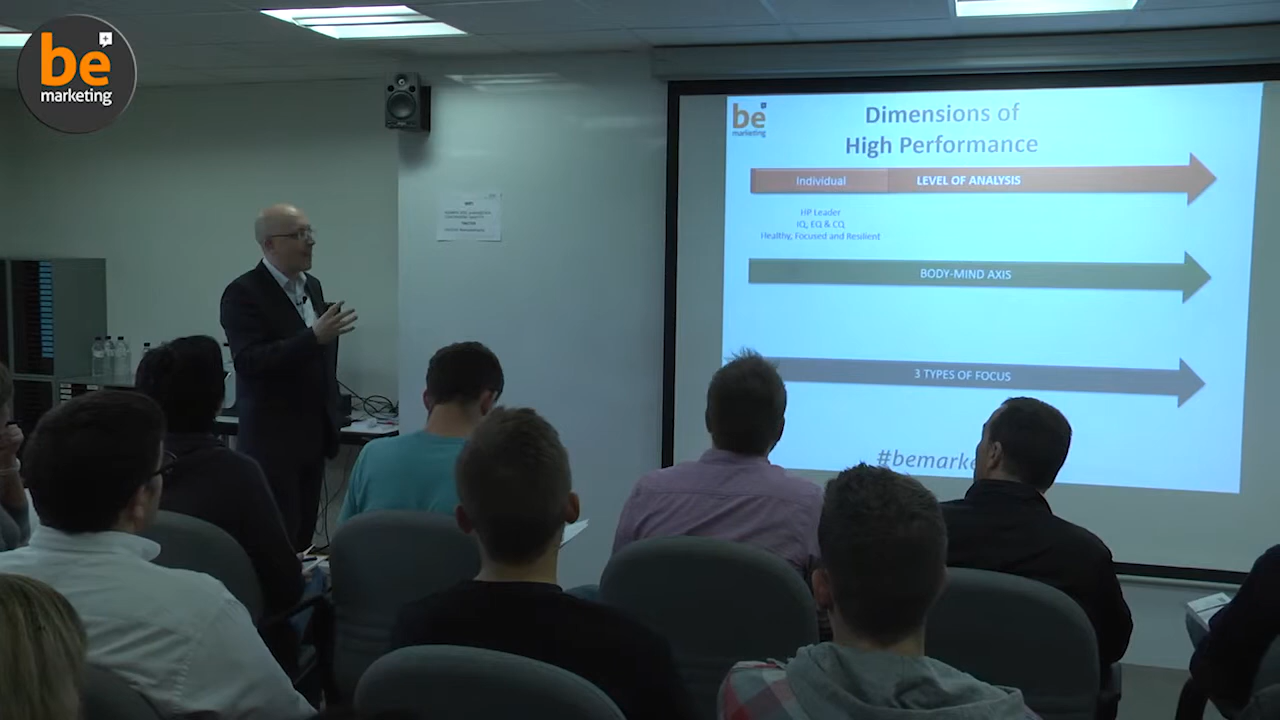 be
marketing
be
marketing
Dimensions of
High Performance
Individual LEVEL OF ANALYSIS
HP Leader
IQ, EQ & CQ
Healthy, Focused and Resilient
BODY-MIND AXIS
3 TYPES OF FOCUS
#bemarke